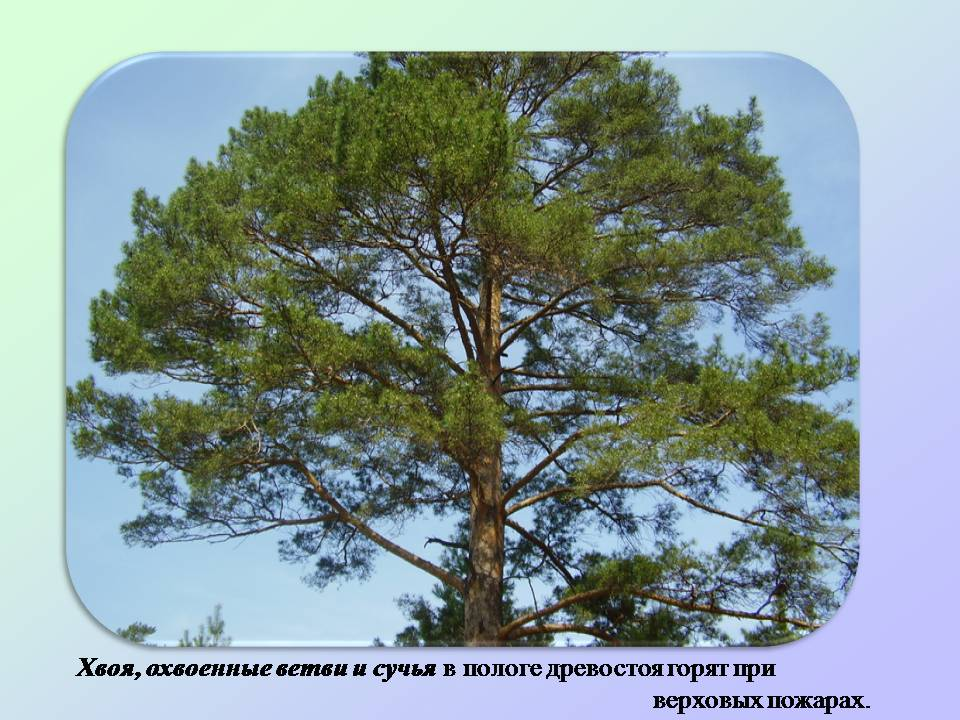 Хвоя, охвоенные ветви и сучья в пологе древостоя горят при
верховых пожарах.